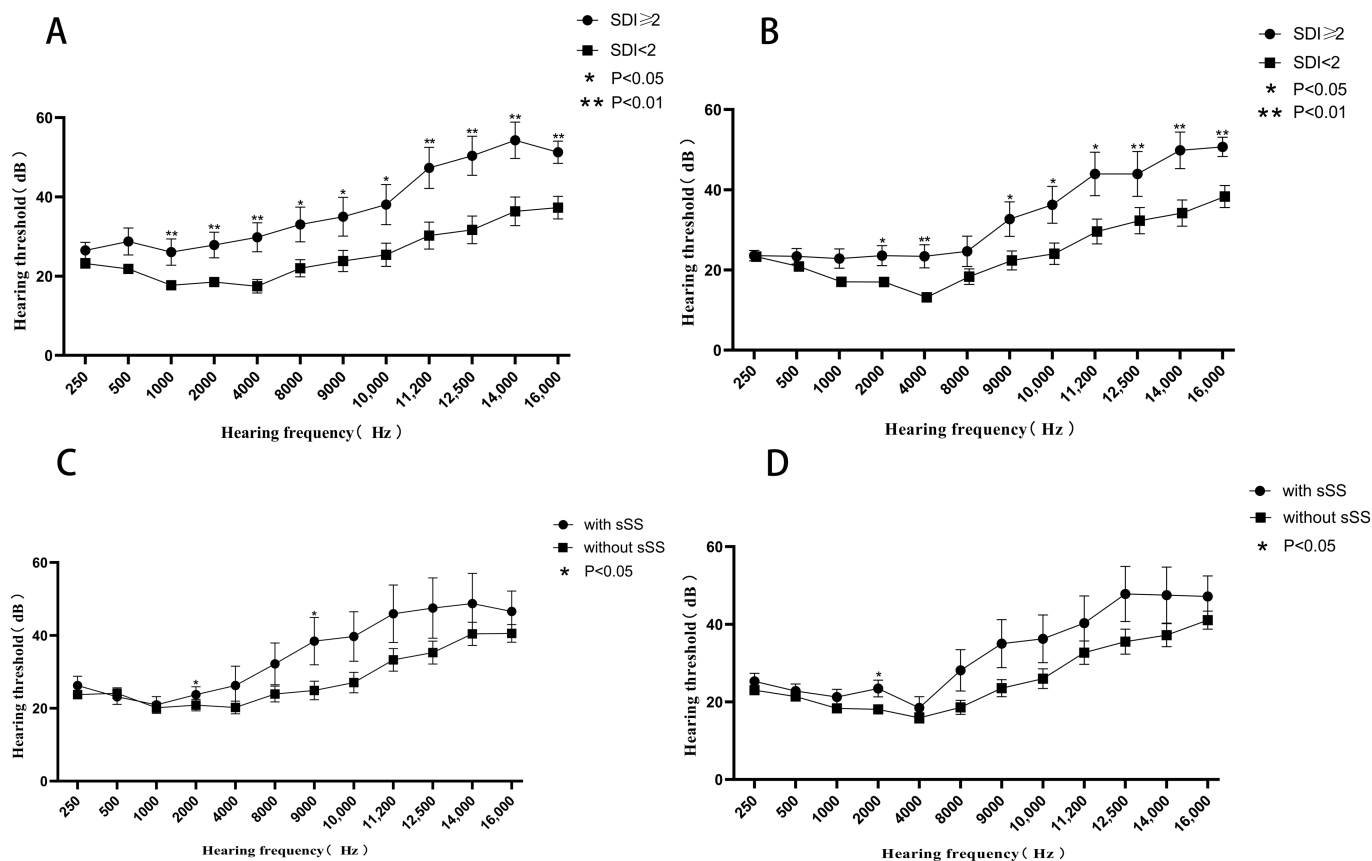 A
SDI⩾2
SDI<2
* P<0.05
** P<0.01
Hearing threshold( dB)
60
40
20
0
** ** ** * * * ** ** ** **
250 500 1000 2000 4000 8000 9000 10,000 11,200 12,500 14,000 16,000
Hearing frequency( Hz )
B
SDI⩾2
SDI<2
* P<0.05
** P<0.01
Hearing threshold( dB)
60
40
20
0
* ** * * * ** ** **
250 500 1000 2000 4000 8000 9000 10,000 11,200 12,500 14,000 16,000
Hearing frequency( Hz )
C
with sSS
without sSS
* P<0.05
Hearing threshold( dB)
60
40
20
0
* *
250 500 1000 2000 4000 8000 9000 10,000 11,200 12,500 14,000 16,000
Hearing frequency( Hz )
D
with sSS
without sSS
* P<0.05
Hearing threshold( dB)
60
40
20
0
*
250 500 1000 2000 4000 8000 9000 10,000 11,200 12,500 14,000 16,000
Hearing frequency( Hz )